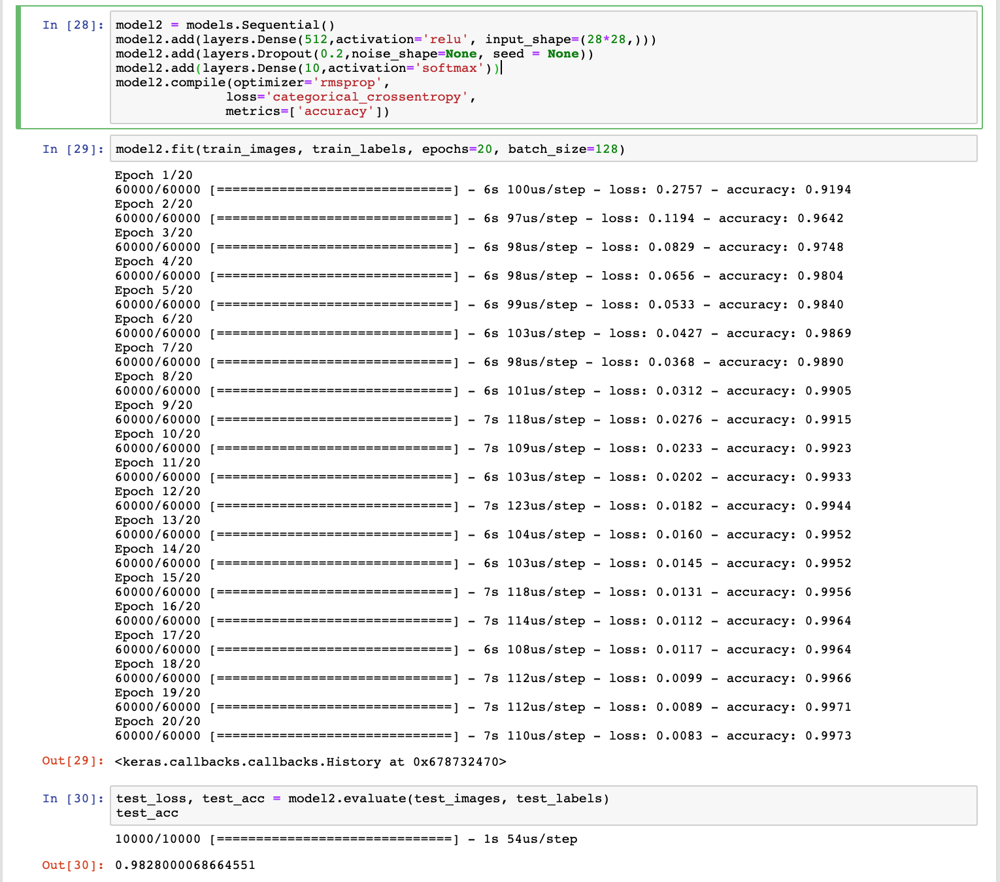 In [28]:
model2 = models.Sequential()
model2.add(layers.Dense(512,activation='relu', input_shape=(28*28,)))
model2.add(layers.Dropout(0.2,noise_shape=None, seed = None))
model2.add(layers.Dense(10,activation='softmax'))
model2.compile(optimizer='rmsprop',
              loss='categorical_crossentropy',
              metrics=['accuracy'])
In [29]:
model2.fit(train_images, train_labels, epochs=20, batch_size=128)
Epoch 1/20
60000/60000 [==============================] - 6s 100us/step - loss: 0.2757 - accuracy: 0.9194
Epoch 2/20
60000/60000 [==============================] - 6s 97us/step - loss: 0.1194 - accuracy: 0.9642
Epoch 3/20
60000/60000 [==============================] - 6s 98us/step - loss: 0.0829 - accuracy: 0.9748
Epoch 4/20
60000/60000 [==============================] - 6s 98us/step - loss: 0.0656 - accuracy: 0.9804
Epoch 5/20
60000/60000 [==============================] - 6s 99us/step - loss: 0.0533 - accuracy: 0.9840
Epoch 6/20
60000/60000 [==============================] - 6s 103us/step - loss: 0.0427 - accuracy: 0.9869
Epoch 7/20
60000/60000 [==============================] - 6s 98us/step - loss: 0.0368 - accuracy: 0.9890
Epoch 8/20
60000/60000 [==============================] - 6s 101us/step - loss: 0.0312 - accuracy: 0.9905
Epoch 9/20
60000/60000 [==============================] - 7s 118us/step - loss: 0.0276 - accuracy: 0.9915
Epoch 10/20
60000/60000 [==============================] - 7s 109us/step - loss: 0.0233 - accuracy: 0.9923
Epoch 11/20
60000/60000 [==============================] - 6s 103us/step - loss: 0.0202 - accuracy: 0.9933
Epoch 12/20
60000/60000 [==============================] - 7s 123us/step - loss: 0.0182 - accuracy: 0.9944
Epoch 13/20
60000/60000 [==============================] - 6s 104us/step - loss: 0.0160 - accuracy: 0.9952
Epoch 14/20
60000/60000 [==============================] - 6s 103us/step - loss: 0.0145 - accuracy: 0.9952
Epoch 15/20
60000/60000 [==============================] - 7s 118us/step - loss: 0.0131 - accuracy: 0.9956
Epoch 16/20
60000/60000 [==============================] - 7s 114us/step - loss: 0.0112 - accuracy: 0.9964
Epoch 17/20
60000/60000 [==============================] - 6s 108us/step - loss: 0.0117 - accuracy: 0.9964
Epoch 18/20
60000/60000 [==============================] - 7s 112us/step - loss: 0.0099 - accuracy: 0.9966
Epoch 19/20
60000/60000 [==============================] - 7s 112us/step - loss: 0.0089 - accuracy: 0.9971
Epoch 20/20
60000/60000 [==============================] - 7s 110us/step - loss: 0.0083 - accuracy: 0.9973
Out[29]: <keras.callbacks.callbacks.History at 0x678732470>
In [30]:
test_loss, test_acc = model2.evaluate(test_images, test_labels)
test_acc
10000/10000 [==============================] - 1s 54us/step
Out[30]: 0.9828000068664551